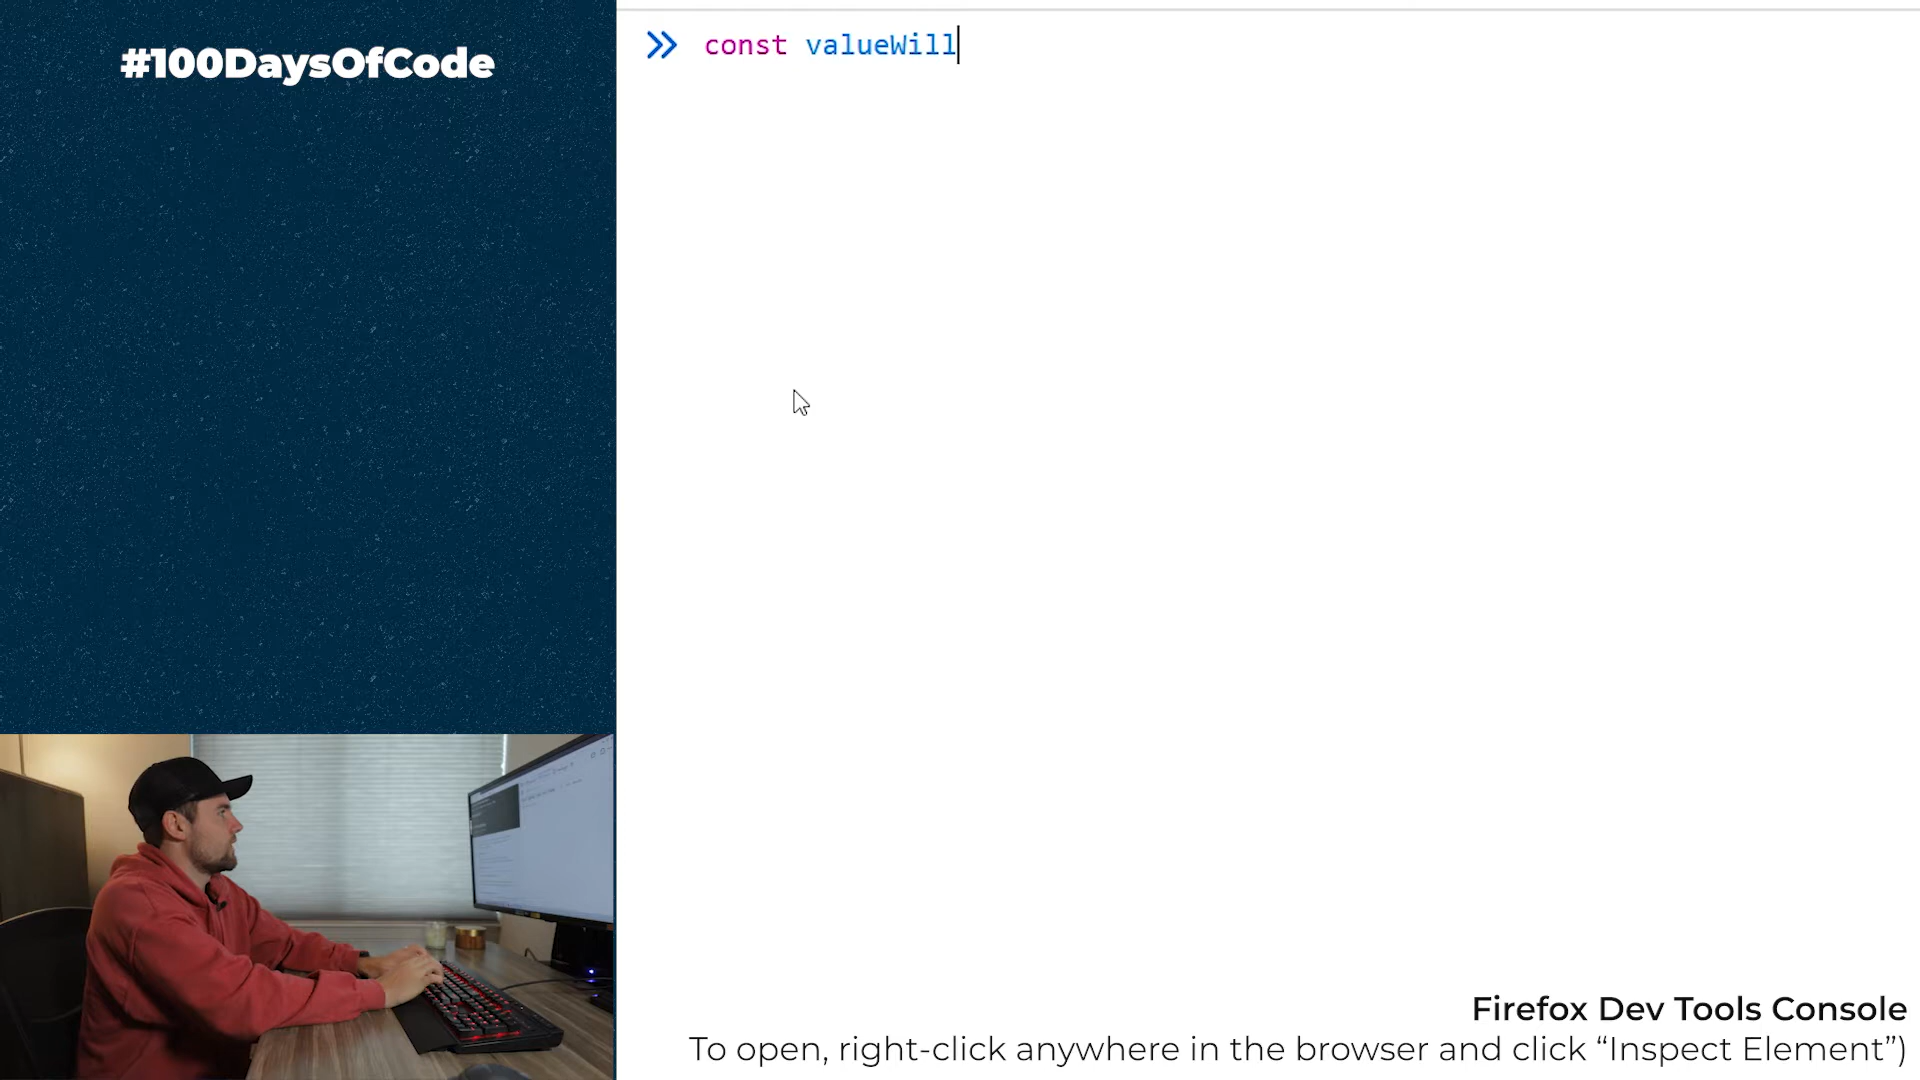 #100DaysOfCode
const valueWill
Firefox Dev Tools Console
To open, right-click anywhere in the browser and click “Inspect Element”)